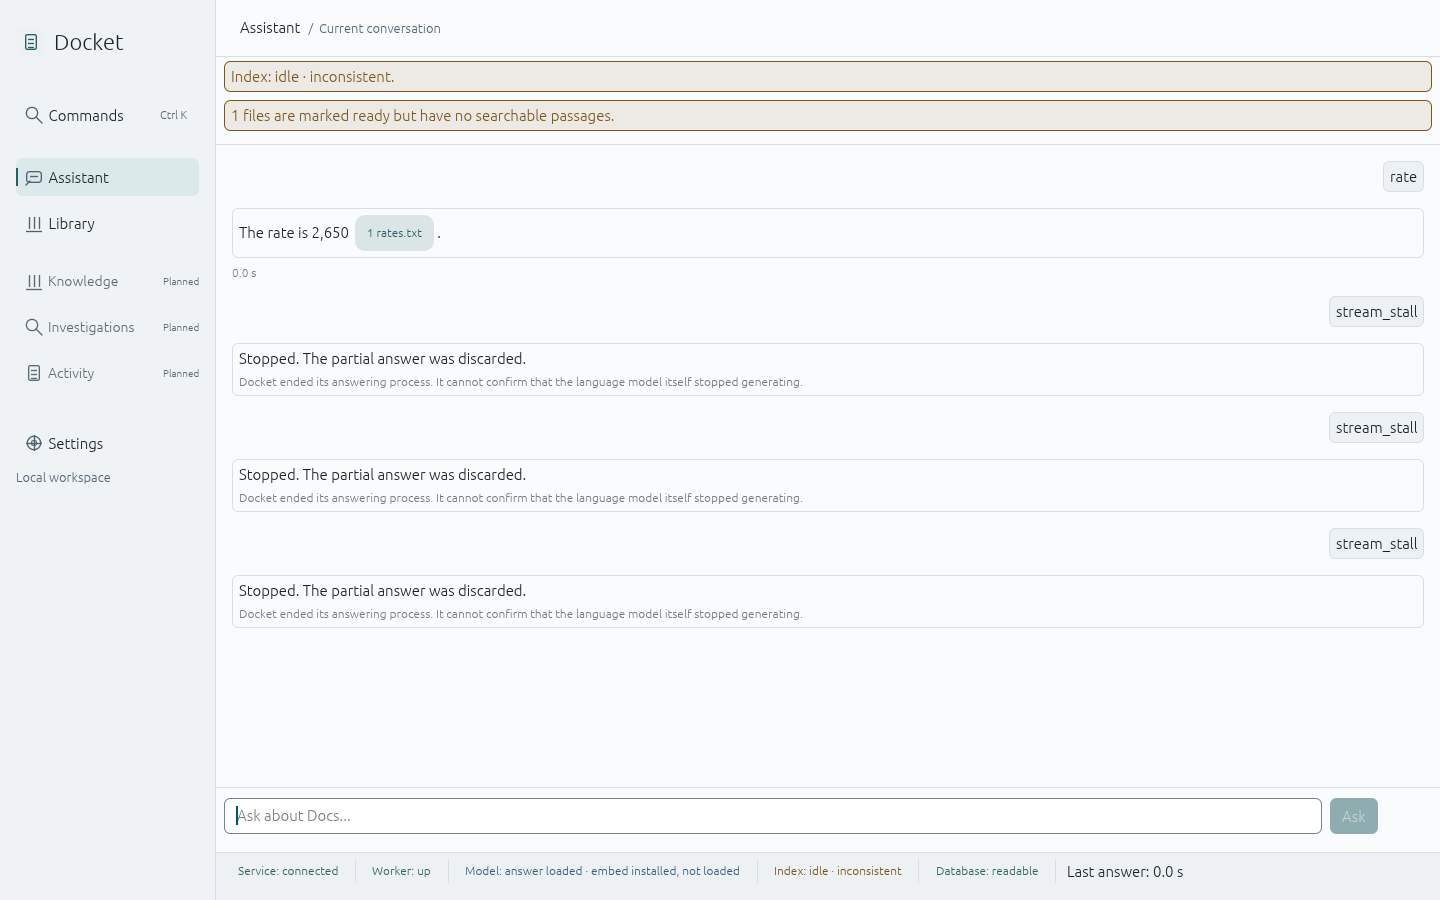 Docket
Commands Ctrl K
Assistant
Library
Knowledge Planned
Investigations Planned
Activity Planned
Settings
Local workspace
Assistant / Current conversation
Index: idle · inconsistent.
1 files are marked ready but have no searchable passages.
rate
The rate is 2,650 1 rates.txt .
0.0 s
stream_stall
Stopped. The partial answer was discarded.
Docket ended its answering process. It cannot confirm that the language model itself stopped generating.
stream_stall
Stopped. The partial answer was discarded.
Docket ended its answering process. It cannot confirm that the language model itself stopped generating.
stream_stall
Stopped. The partial answer was discarded.
Docket ended its answering process. It cannot confirm that the language model itself stopped generating.
Ask about Docs... Ask
Service: connected Worker: up Model: answer loaded · embed installed, not loaded Index: idle · inconsistent Database: readable Last answer: 0.0 s